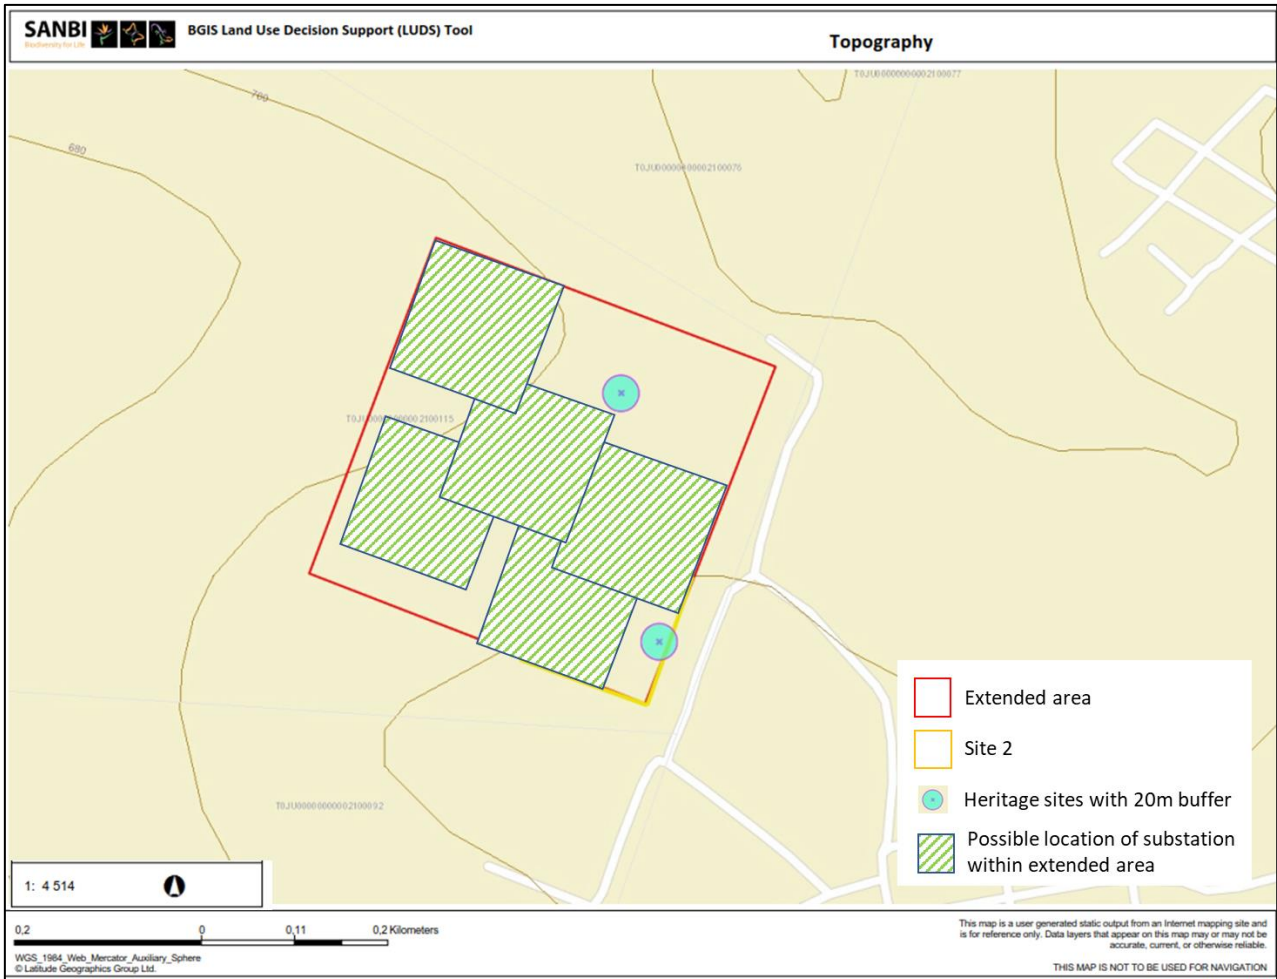 SANBI
Biodiversity for Life
BGIS Land Use Decision Support (LUDS) Tool
Topography
T0JU00000000002100077
700
680
T0JU00000000002100076
T0JU00000000002100115
T0JU00000000002100092
Extended area
Site 2
Heritage sites with 20m buffer
Possible location of substation
within extended area
1: 4 514
0,2
0
0,11
0,2 Kilometers
WGS_1984_Web_Mercator_Auxiliary_Sphere
© Latitude Geographics Group Ltd.
This map is a user generated static output from an Internet mapping site and
is for reference only. Data layers that appear on this map may or may not be
accurate, current, or otherwise reliable.
THIS MAP IS NOT TO BE USED FOR NAVIGATION